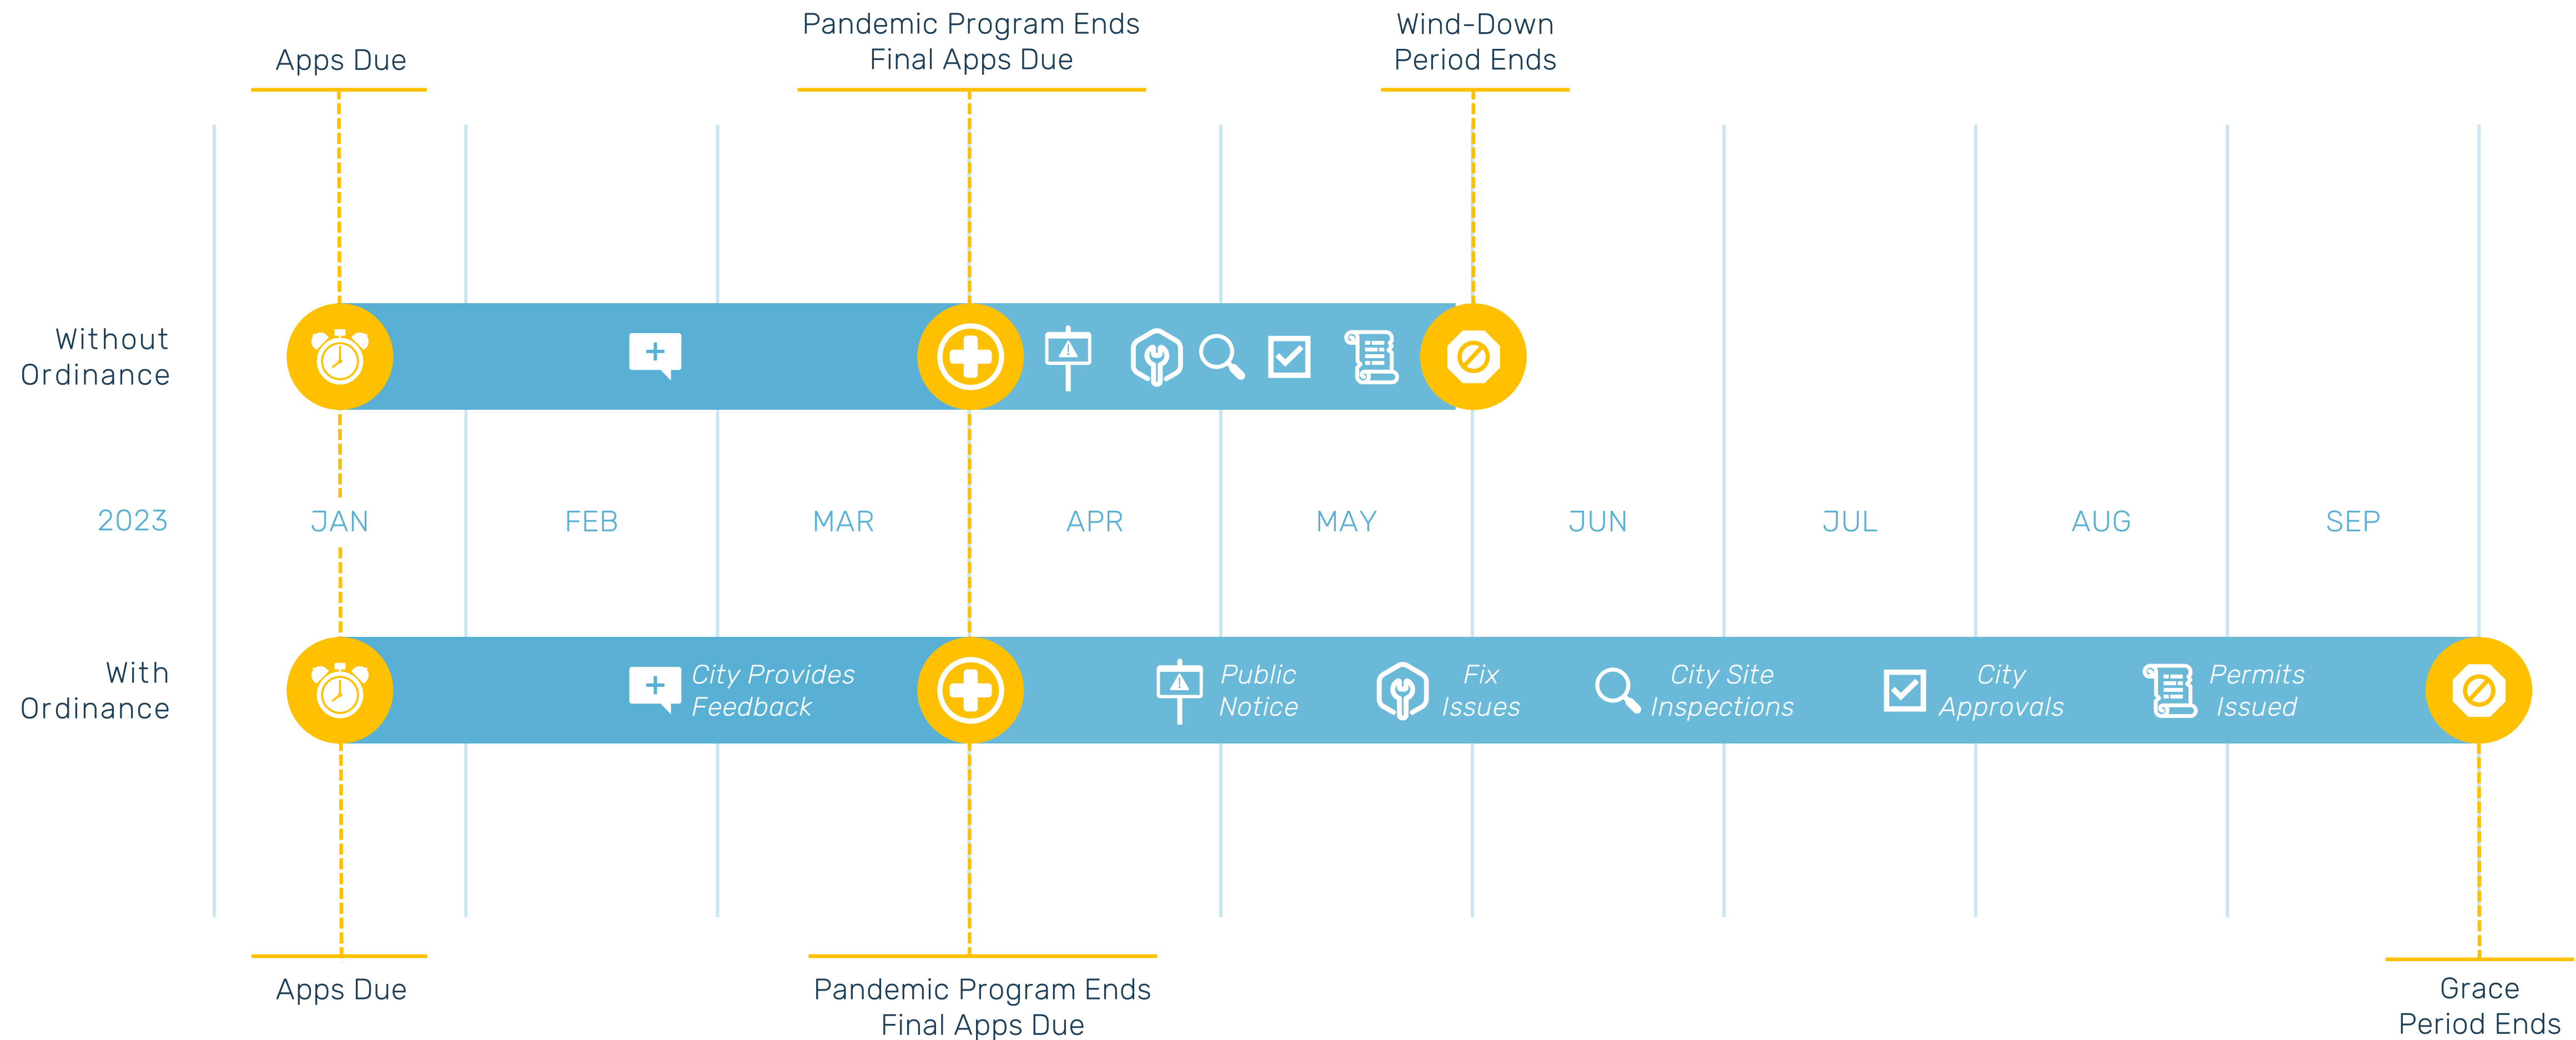 Apps Due
Pandemic Program Ends
Final Apps Due
Wind-Down
Period Ends
Without
Ordinance
2023
JAN
FEB
MAR
APR
MAY
JUN
JUL
AUG
SEP
With
Ordinance
City Provides
Feedback
Public
Notice
Fix
Issues
City Site
Inspections
City
Approvals
Permits
Issued
Apps Due
Pandemic Program Ends
Final Apps Due
Grace
Period Ends